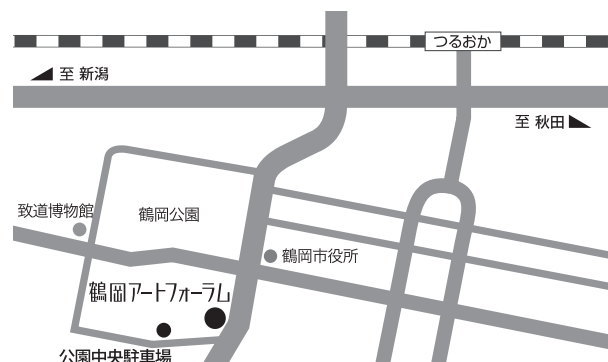 つるおか
至 新潟
至 秋田
致道博物館
鶴岡公園
鶴岡市役所
鶴岡アートフォーラム
公園中央駐車場